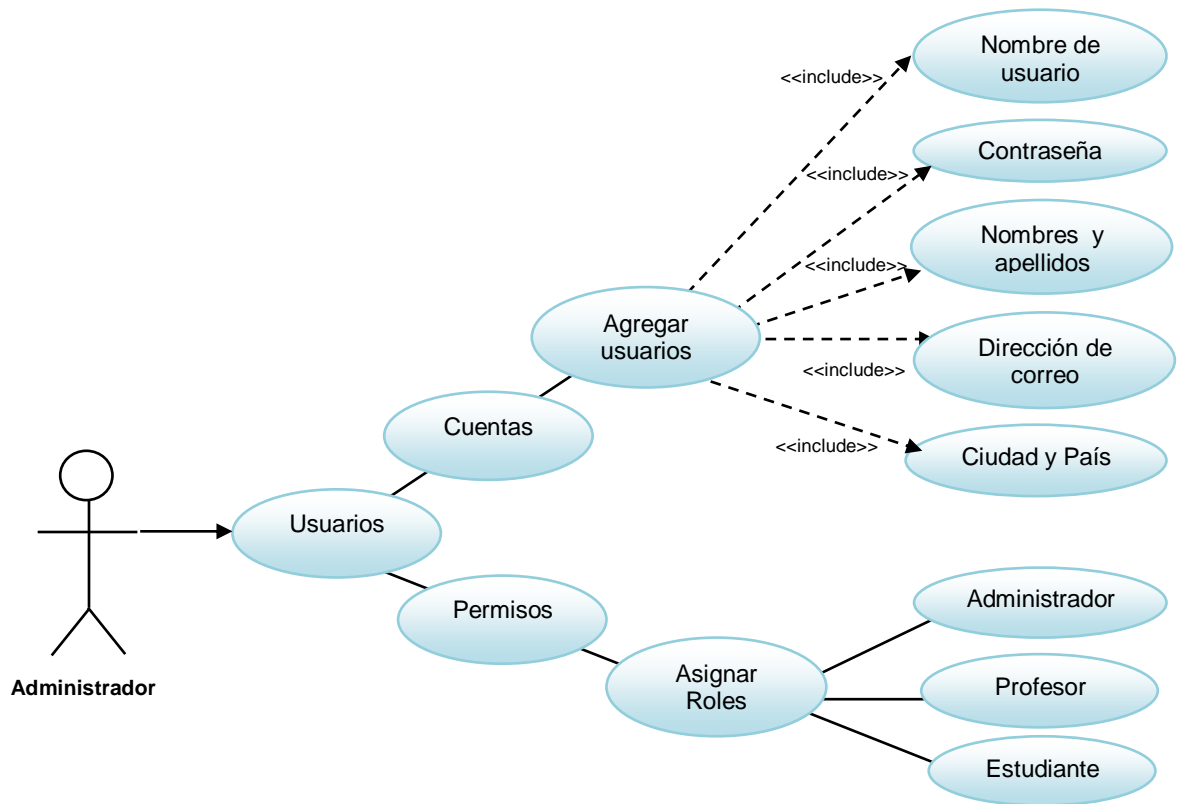 Nombre de
usuario
<<include>>
Contraseña
<<include>>
Nombres y
apellidos
<<include>>
Agregar
usuarios
Dirección de
correo
<<include>>
Cuentas
<<include>>
Ciudad y País
Usuarios
Permisos
Administrador
Asignar
Roles
Profesor
Administrador
Estudiante